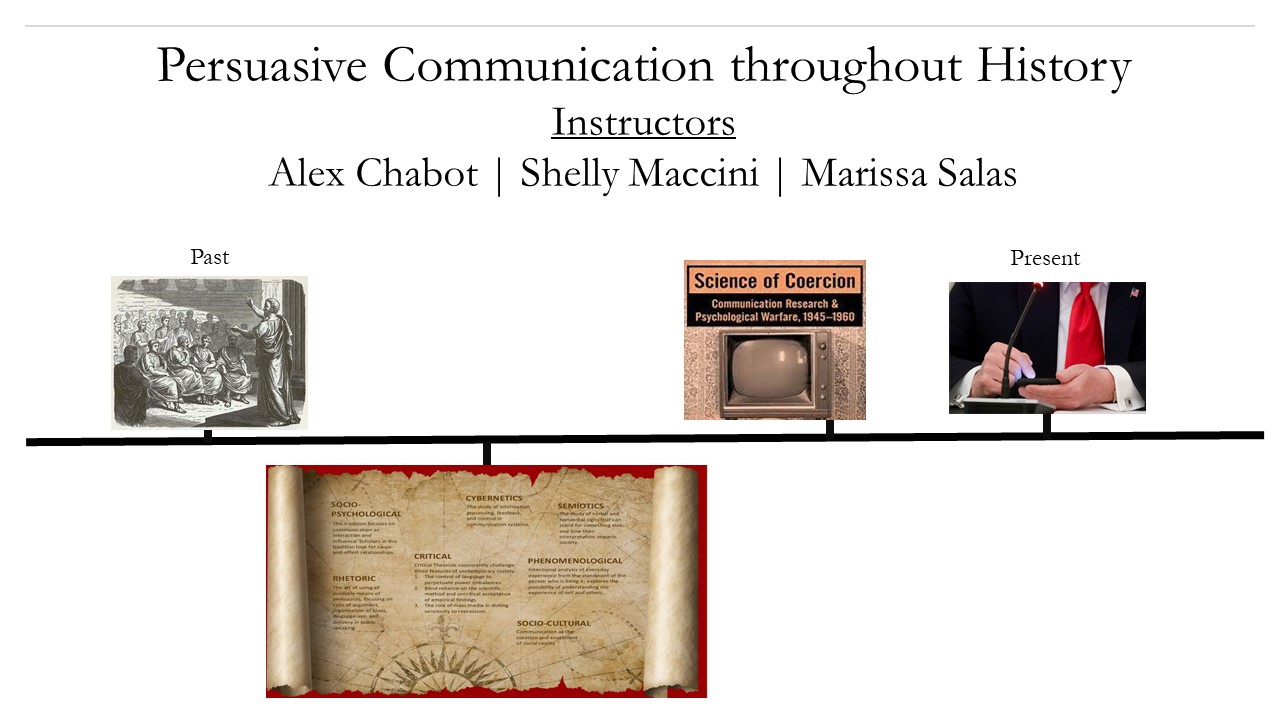 Persuasive Communication throughout History
Instructors
Alex Chabot | Shelly Maccini | Marissa Salas
Past
Present
Science of Coercion
Communication Research &
Psychological Warfare, 1945–1960
SOCIO-
PSYCHOLOGICAL
This tradition focuses on
communication as
interaction and
influence! Scholars in this
tradition look for cause-
and-effect relationships.
CYBERNETICS
The study of information
processing, feedback,
and control in
communication systems.
SEMIOTICS
The study of verbal and
nonverbal signs that can
stand for something else,
and how their
interpretation impacts
society.
CRITICAL
Critical Theorists consistently challenge
three features of contemporary society:
1. The control of language to
perpetuate power imbalances
2. Blind reliance on the scientific
method and uncritical acceptance
of empirical findings
3. The role of mass media in dulling
sensitivity to repression.
PHENOMENOLOGICAL
Intentional analysis of everyday
experience from the standpoint of the
person who is living it; explores the
possibility of understanding the
experience of self and others.
RHETORIC
The art of using all
available means of
persuasion, focusing on
lines of argument,
organization of ideas,
language use, and
delivery in public
speaking
SOCIO-CULTURAL
Communication as the
creation and enactment
of social reality